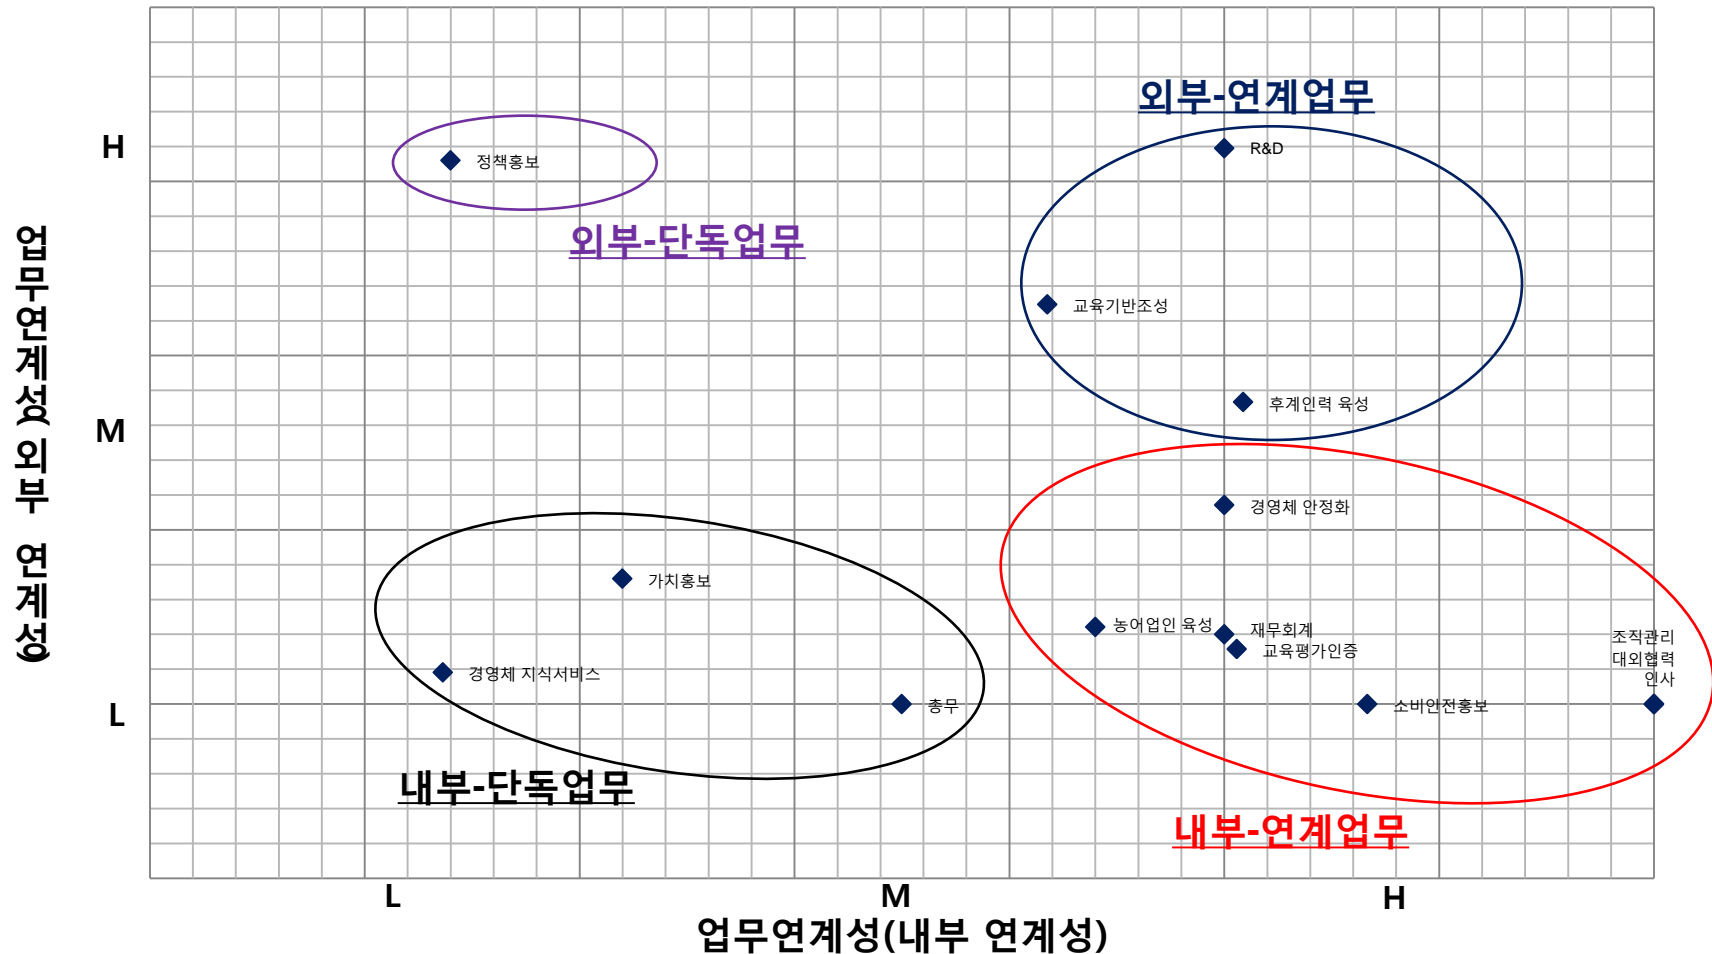 외부-연계업무
H
R&D
정책홍보
외부-단독업무
업무연계성(외부 연계성)
교육기반조성
후계인력 육성
M
경영체 안정화
가치홍보
농어업인 육성
재무회계
교육평가인증
조직관리
대외협력
인사
경영체 지식서비스
총무
소비안전홍보
L
내부-단독업무
내부-연계업무
L
M
H
업무연계성(내부 연계성)